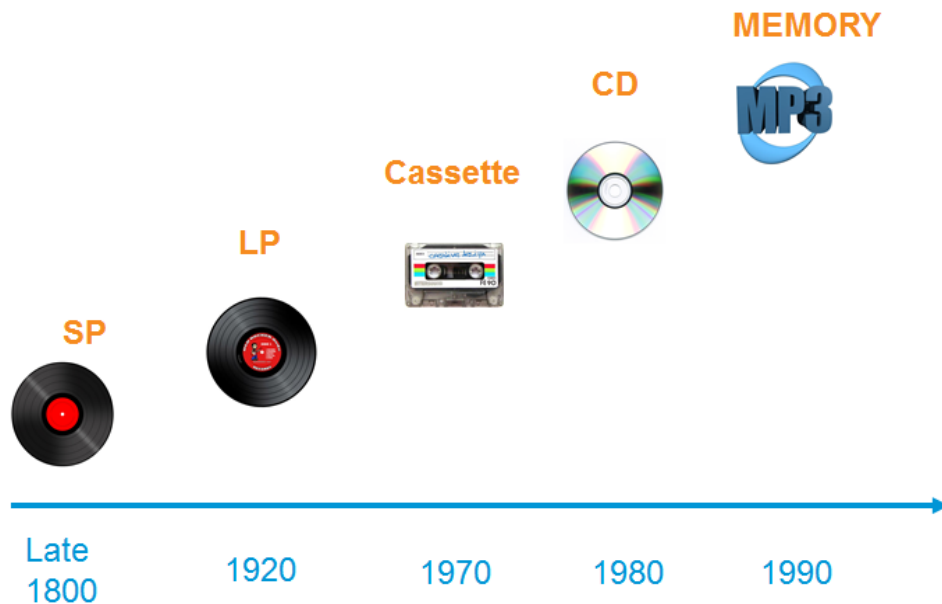 MEMORY
MP3
CD
Cassette
LP
SP
Late
1800
1920
1970
1980
1990